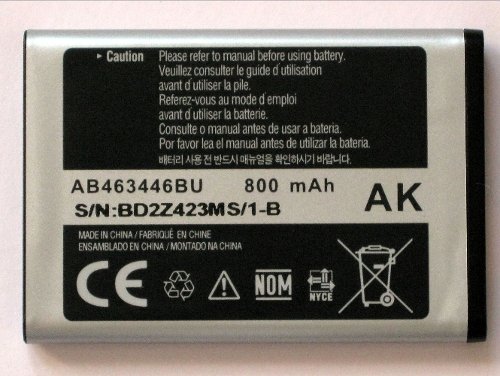 Caution
Please refer to manual before using battery.
Veuillez consulter le guide d'utilisation
avant d'utiliser la pile.
Referez-vous au mode d'emploi
avant d'utiliser la batterie.
Consulte o manual antes de usar a bateria.
Lea el manual antes de utilizar la batería.
배터리 사용 전 반드시 매뉴얼을 확인하시기 바랍니다.
AB463446BU 800 mAh
AK
S/N:BD2Z423MS/1-B
MADE IN CHINA / FABRIQUÉ EN CHINE
ENSAMBLADO EN CHINA / MONTADO NA CHINA
CE
NOM
NYCE